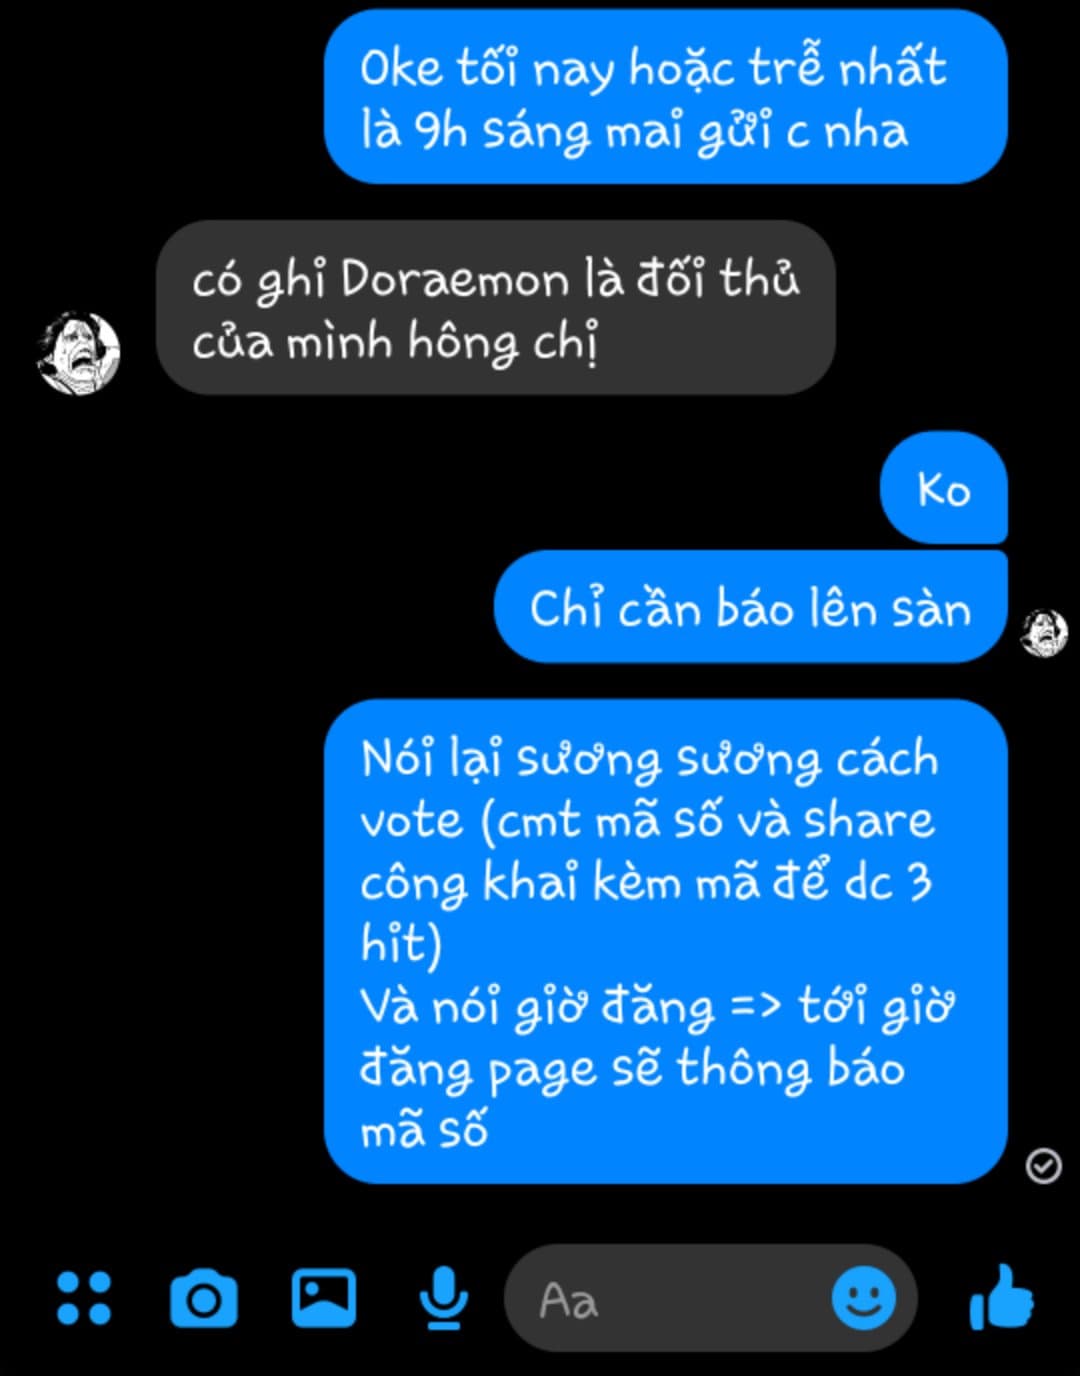 Oke tối nay hoặc trễ nhất
là 9h sáng mai gửi c nha
có ghi Doraemon là đối thủ
của mình hông chị
Ko
Chỉ cần báo lên sàn
Nói lại sương sương cách
vote (cmt mã số và share
công khai kèm mã để dc 3
hit)
Và nói giờ đăng => tới giờ
đăng page sẽ thông báo
mã số
Aa